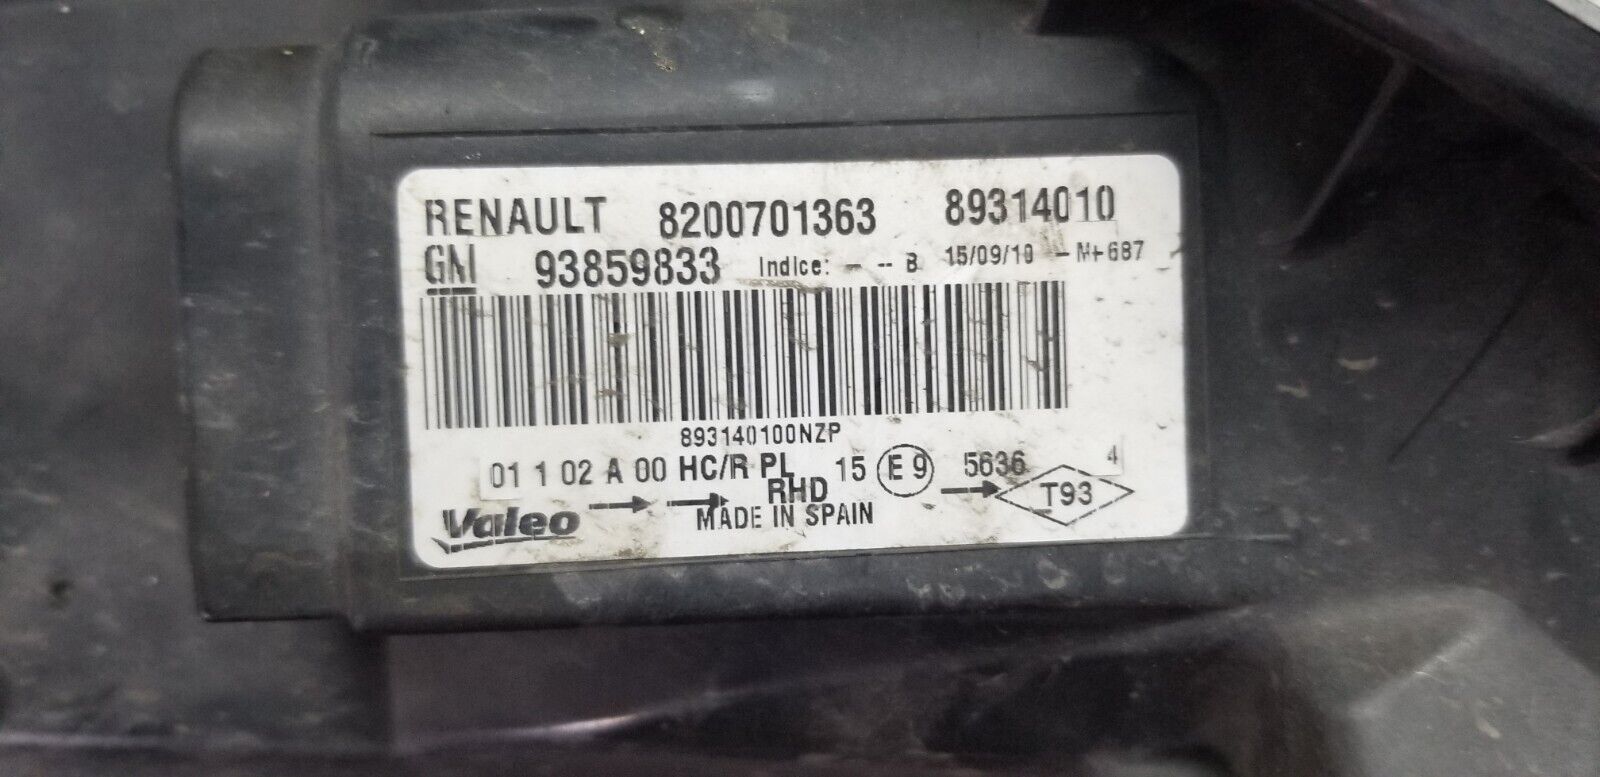 RENAULT 8200701363 89314010
GM 93859833 Indice: - -- B 15/09/10 - M+687
893140100NZP
01 1 02 A 00 HC/R PL 15 E9 5636 4
RHD T93
Valeo MADE IN SPAIN